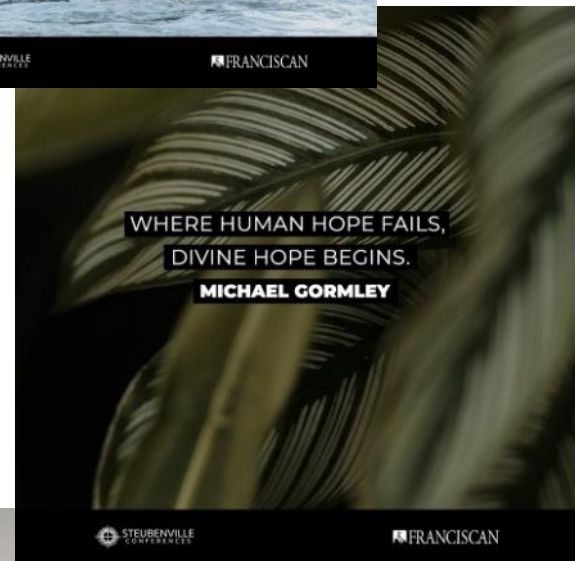 FRANCISCAN
WHERE HUMAN HOPE FAILS,
DIVINE HOPE BEGINS.
MICHAEL GORMLEY
STEUBENVILLE
CONFERENCES
FRANCISCAN